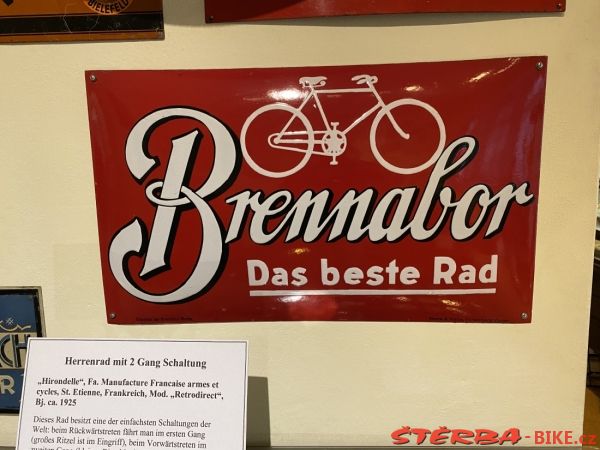 BIELEFELD
Brennabor
Das beste Rad
Herrenrad mit 2 Gang Schaltung
„Hirondelle“, Fa. Manufacture Francaise armes et
cycles, St. Etienne, Frankreich, Mod. „Retrodirect“,
Bj. ca. 1925
Dieses Rad besitzt eine der einfachsten Schaltungen der
Welt: beim Rückwärtstreten fährt man im ersten Gang
(großes Ritzel ist im Eingriff), beim Vorwärtstreten im
STĚRBA-BIKE.cz